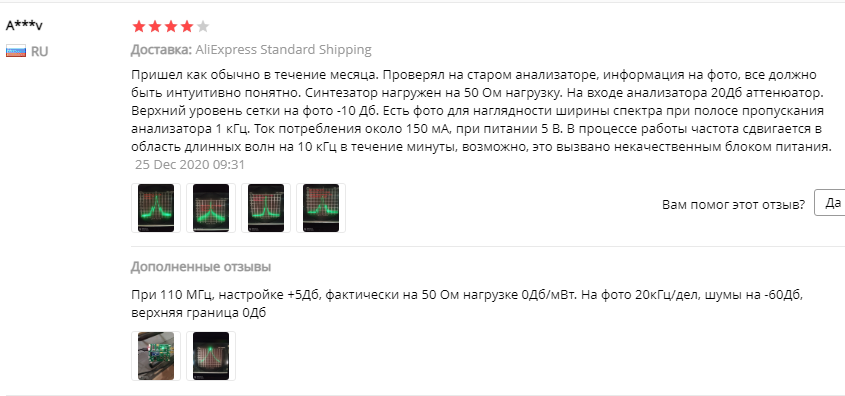 A***v
RU
Доставка: AliExpress Standard Shipping
Пришел как обычно в течение месяца. Проверял на старом анализаторе, информация на фото, все должно
быть интуитивно понятно. Синтезатор нагружен на 50 Ом нагрузку. На входе анализатора 20Дб аттенюатор.
Верхний уровень сетки на фото -10 Дб. Есть фото для наглядности ширины спектра при полосе пропускания
анализатора 1 кГц. Ток потребления около 150 мА, при питании 5 В. В процессе работы частота сдвигается в
область длинных волн на 10 кГц в течение минуты, возможно, это вызвано некачественным блоком питания.
25 Dec 2020 09:31
Вам помог этот отзыв? Да
Дополненные отзывы
При 110 МГц, настройке +5Дб, фактически на 50 Ом нагрузке 0Дб/мВт. На фото 20кГц/дел, шумы на -60Дб,
верхняя граница 0Дб